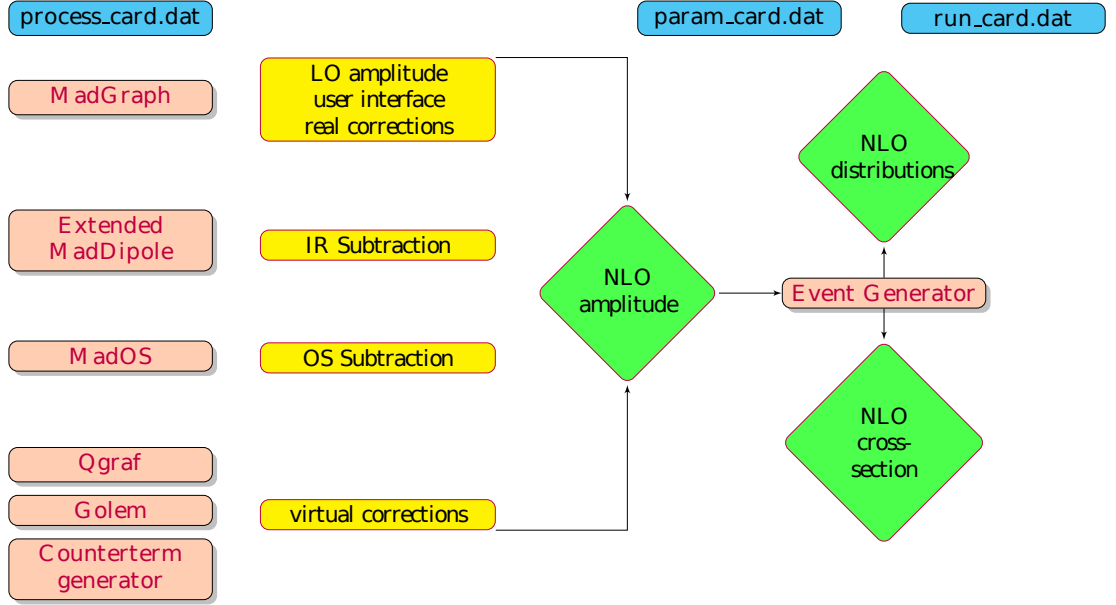 process_card.dat
param_card.dat
run_card.dat
MadGraph
LO amplitude
user interface
real corrections
NLO
distributions
Extended
MadDipole
IR Subtraction
NLO
amplitude
Event Generator
MadOS
OS Subtraction
NLO
cross-
section
Qgraf
Golem
virtual corrections
Counterterm
generator